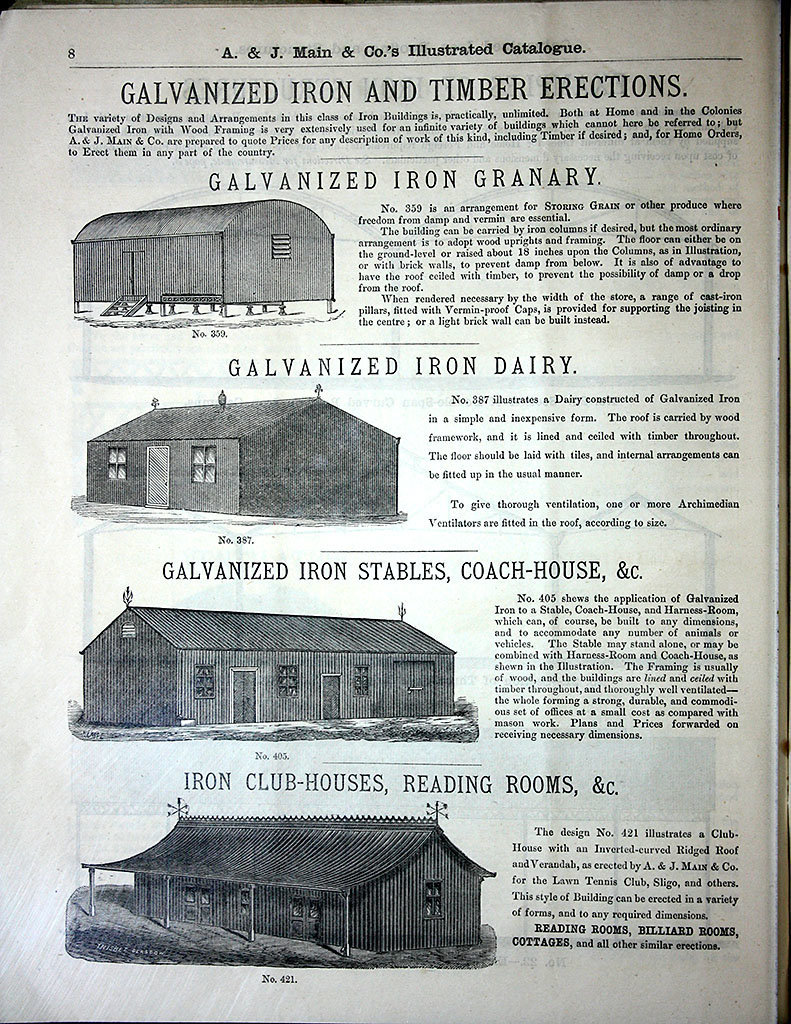 8
A. & J. Main & Co.'s Illustrated Catalogue.
GALVANIZED IRON AND TIMBER ERECTIONS.
THE variety of Designs and Arrangements in this class of Iron Buildings is, practically, unlimited. Both at Home and in the Colonies
Galvanized Iron with Wood Framing is very extensively used for an infinite variety of buildings which cannot here be referred to; but
A. & J. MAIN & Co. are prepared to quote Prices for any description of work of this kind, including Timber if desired; and, for Home Orders,
to Erect them in any part of the country.
GALVANIZED IRON GRANARY.
No. 359 is an arrangement for STORING GRAIN or other produce where
freedom from damp and vermin are essential.
The building can be carried by iron columns if desired, but the most ordinary
arrangement is to adopt wood uprights and framing. The floor can either be on
the ground-level or raised about 18 inches upon the Columns, as in Illustration,
or with brick walls, to prevent damp from below. It is also of advantage to
have the roof ceiled with timber, to prevent the possibility of damp or a drop
from the roof.
When rendered necessary by the width of the store, a range of cast-iron
pillars, fitted with Vermin-proof Caps, is provided for supporting the joisting in
the centre; or a light brick wall can be built instead.
No. 359.
GALVANIZED IRON DAIRY.
No. 387 illustrates a Dairy constructed of Galvanized Iron
in a simple and inexpensive form. The roof is carried by wood
framework, and it is lined and ceiled with timber throughout.
The floor should be laid with tiles, and internal arrangements can
be fitted up in the usual manner.
To give thorough ventilation, one or more Archimedian
Ventilators are fitted in the roof, according to size.
No. 387.
GALVANIZED IRON STABLES, COACH-HOUSE, &c.
No. 405 shews the application of Galvanized
Iron to a Stable, Coach-House, and Harness-Room,
which can, of course, be built to any dimensions,
and to accommodate any number of animals or
vehicles. The Stable may stand alone, or may be
combined with Harness-Room and Coach-House, as
shewn in the Illustration. The Framing is usually
of wood, and the buildings are lined and ceiled with
timber throughout, and thoroughly well ventilated—
the whole forming a strong, durable, and commodi-
ous set of offices at a small cost as compared with
mason work. Plans and Prices forwarded on
receiving necessary dimensions.
No. 405.
IRON CLUB-HOUSES, READING ROOMS, &c.
The design No. 421 illustrates a Club-
House with an Inverted-curved Ridged Roof
and Verandah, as erected by A. & J. MAIN & Co.
for the Lawn Tennis Club, Sligo, and others.
This style of Building can be erected in a variety
of forms, and to any required dimensions.
READING ROOMS, BILLIARD ROOMS,
COTTAGES, and all other similar erections.
No. 421.